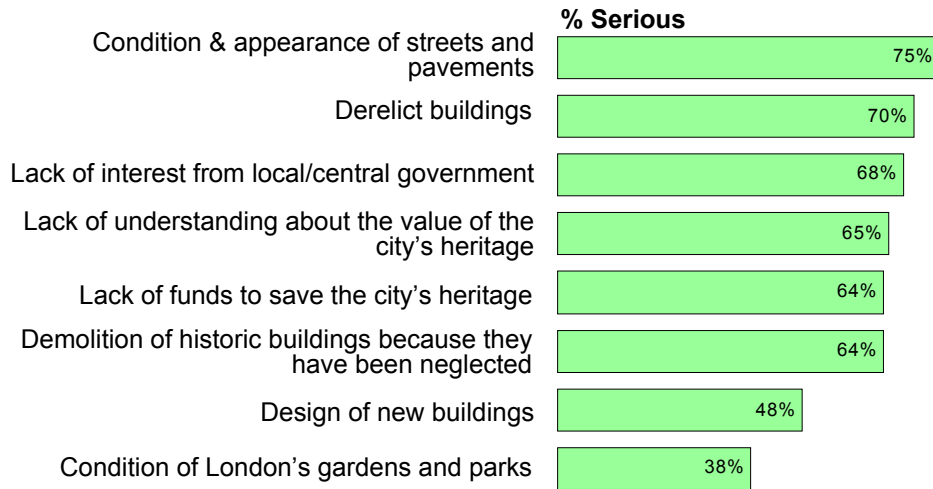 % Serious
Condition & appearance of streets and
pavements
75%
Derelict buildings
70%
Lack of interest from local/central government
68%
Lack of understanding about the value of the
city’s heritage
65%
Lack of funds to save the city’s heritage
64%
Demolition of historic buildings because they
have been neglected
64%
Design of new buildings
48%
Condition of London’s gardens and parks
38%